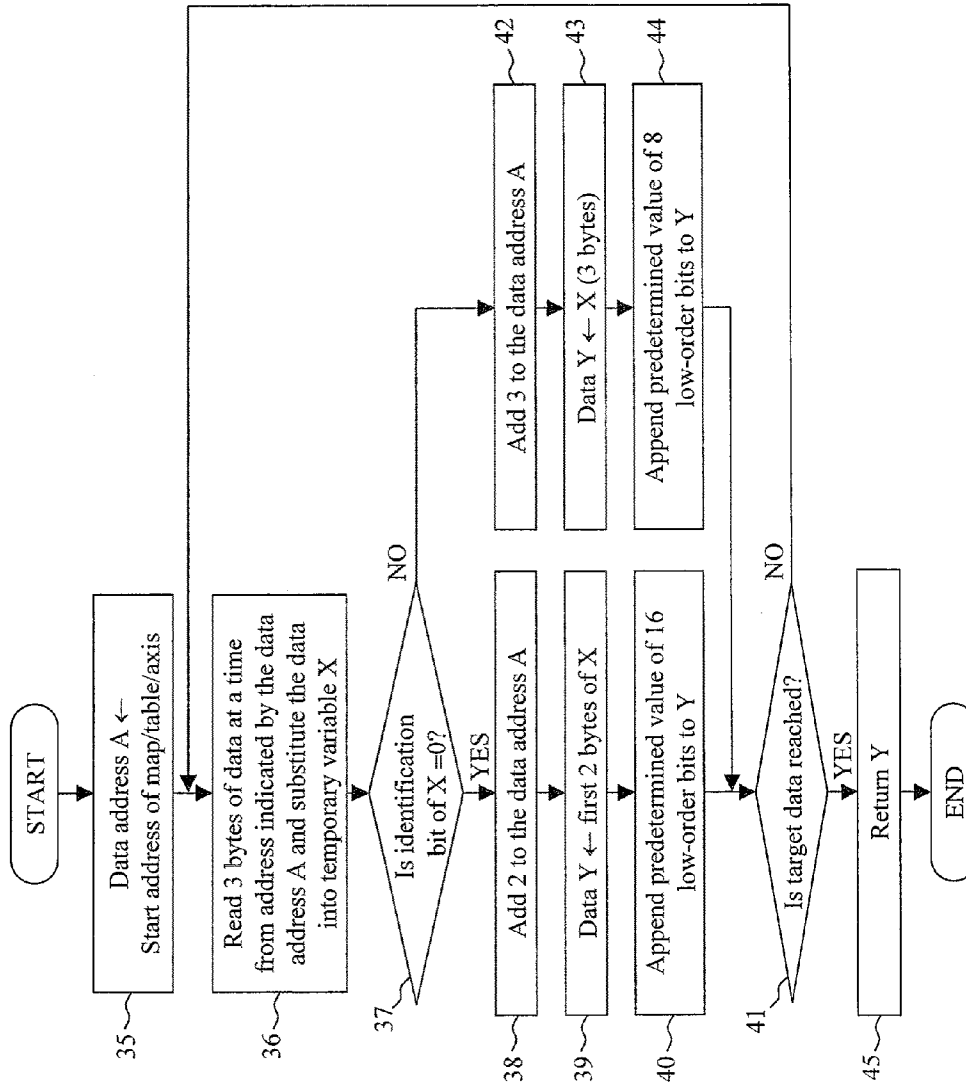 START
Data address A ←
Start address of map/table/axis
35
Read 3 bytes of data at a time
from address indicated by the data
address A and substitute the data
into temporary variable X
36
Is identification
bit of X =0?
37
NO
YES
Add 2 to the data address A
38
Data Y ← first 2 bytes of X
39
Append predetermined value of 16
low-order bits to Y
40
Add 3 to the data address A
42
Data Y ← X (3 bytes)
43
Append predetermined value of 8
low-order bits to Y
44
Is target data reached?
41
NO
YES
Return Y
45
END